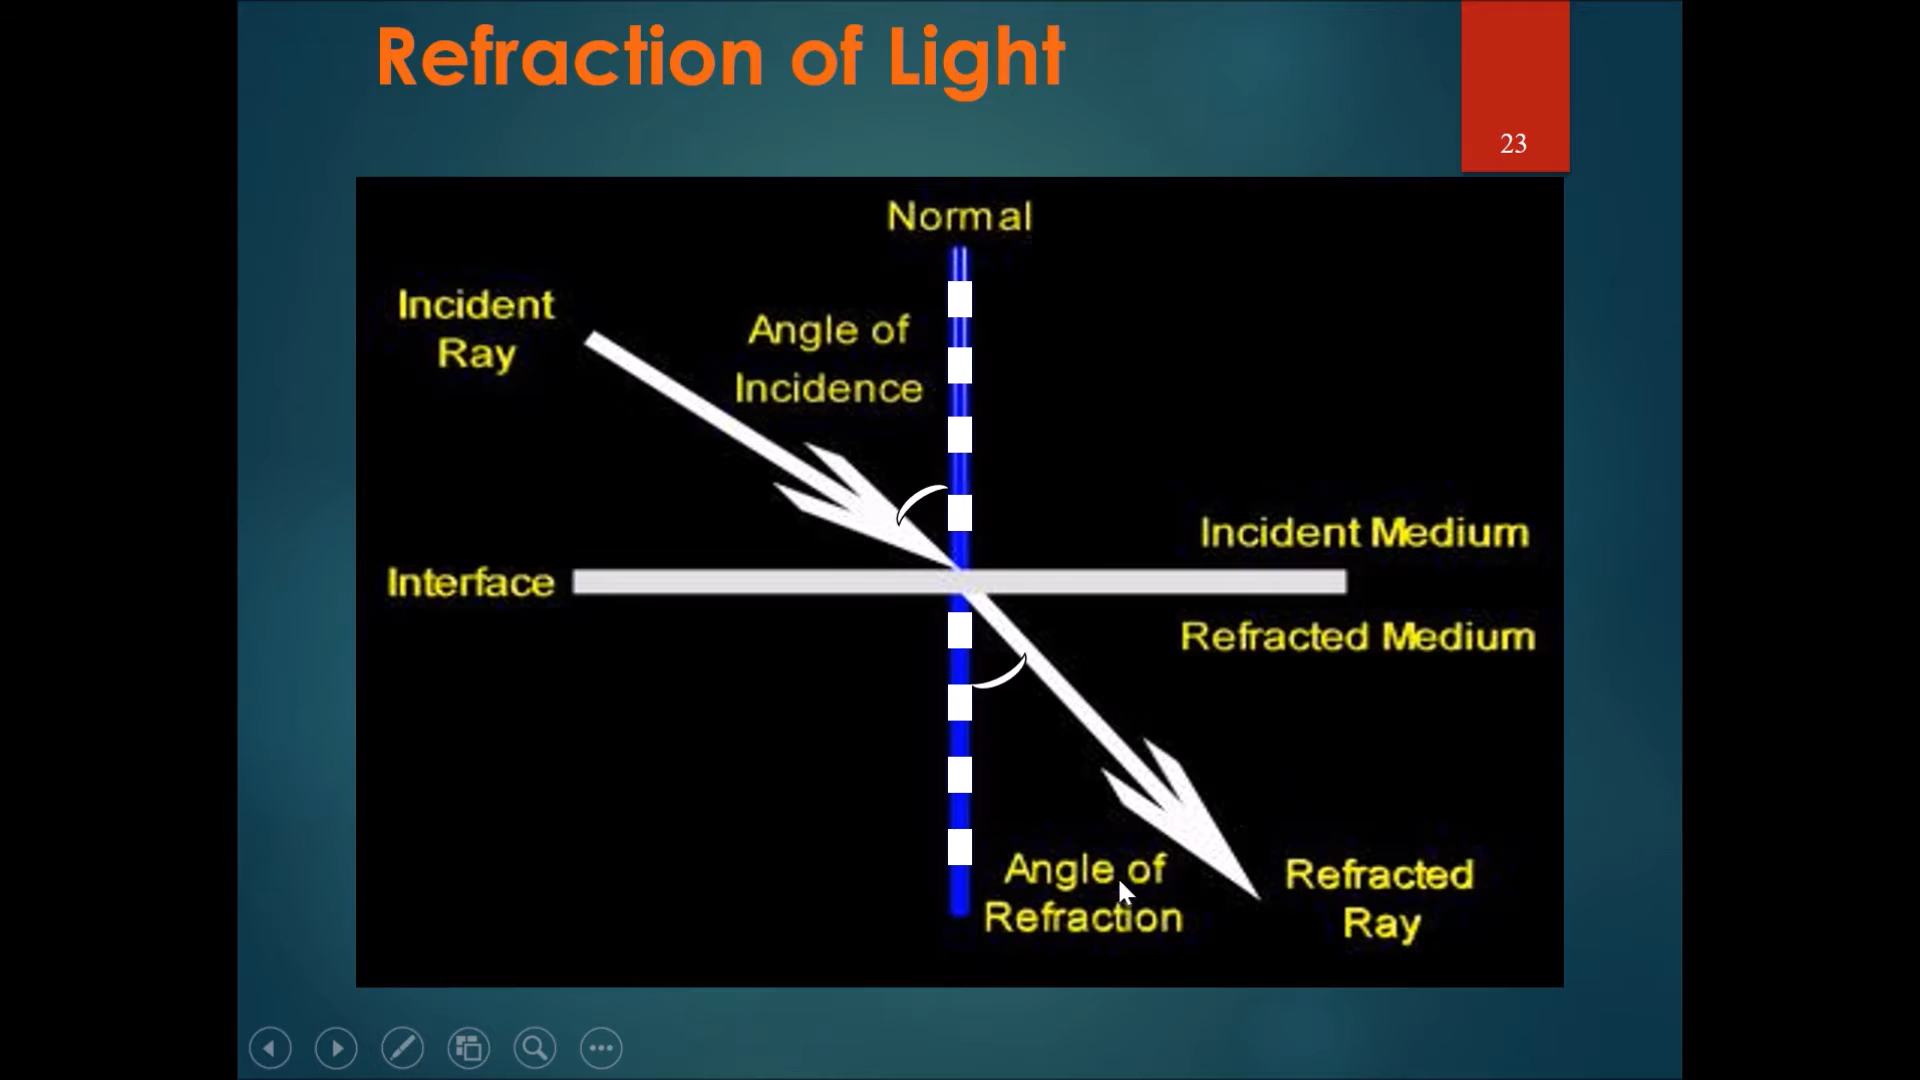 Refraction of Light
23
Normal
Incident
Ray
Angle of
Incidence
Incident Medium
Interface
Refracted Medium
Angle of
Refraction
Refracted
Ray